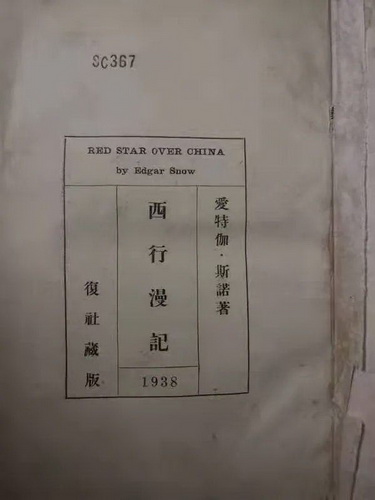 SC367
RED STAR OVER CHINA
by Edgar Snow
愛特伽·斯諾著
西行漫記
1938
復社藏版